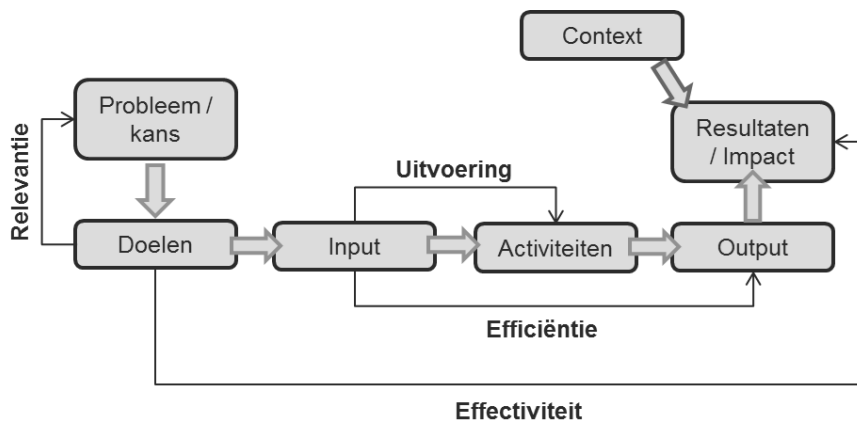 Context
Probleem /
kans
Resultaten
/ Impact
Relevantie
Uitvoering
Doelen
Input
Activiteiten
Output
Efficiëntie
Effectiviteit